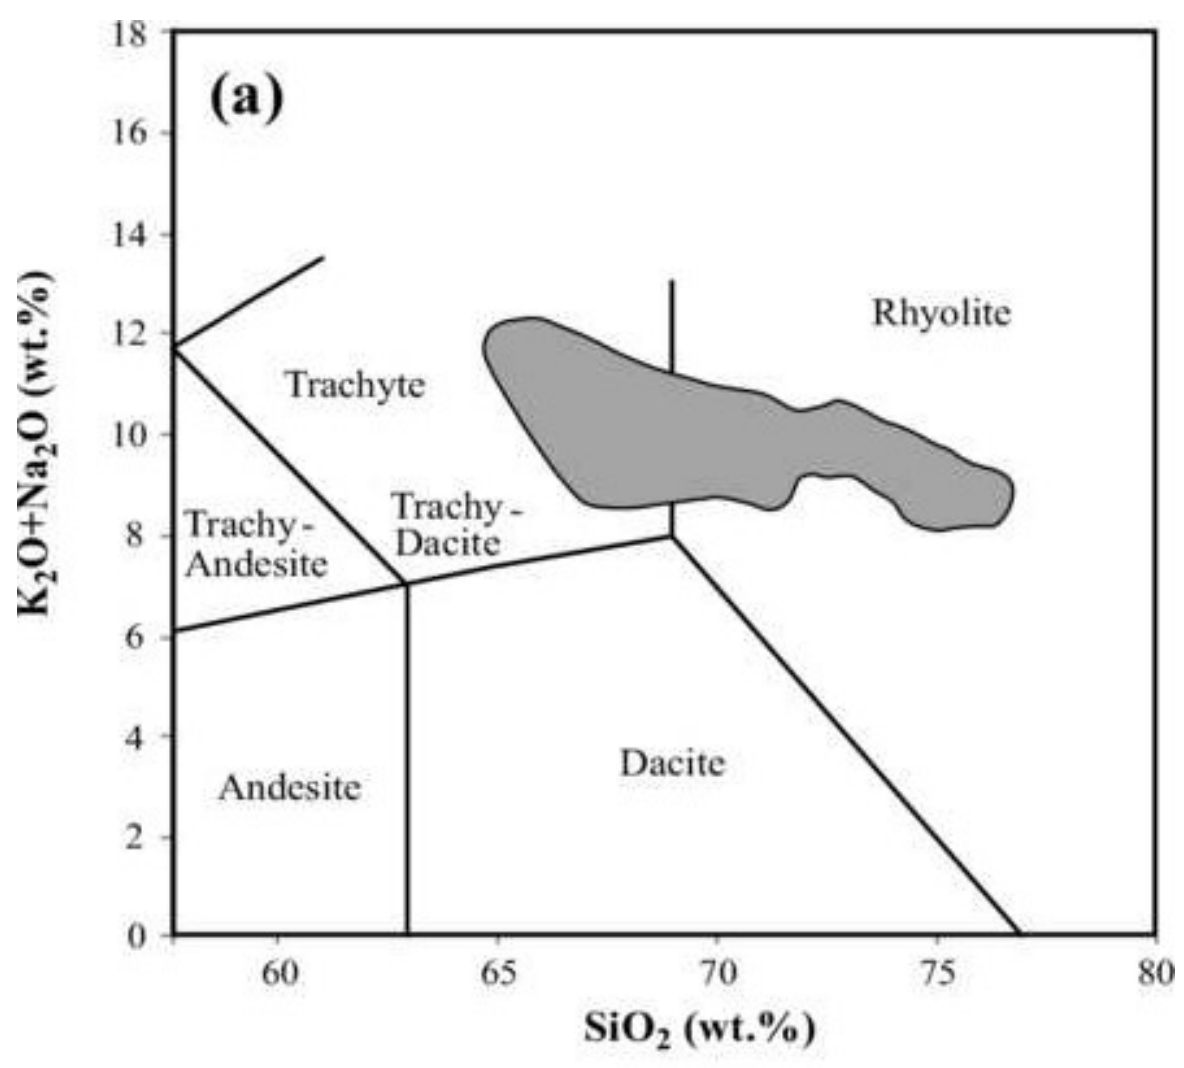 18
(a)
16
14
12
10
8
6
4
2
0
K₂O+Na₂O (wt.%)
Rhyolite
Trachyte
Trachy-
Dacite
Trachy-
Andesite
Dacite
Andesite
60
65
70
75
80
SiO₂ (wt.%)